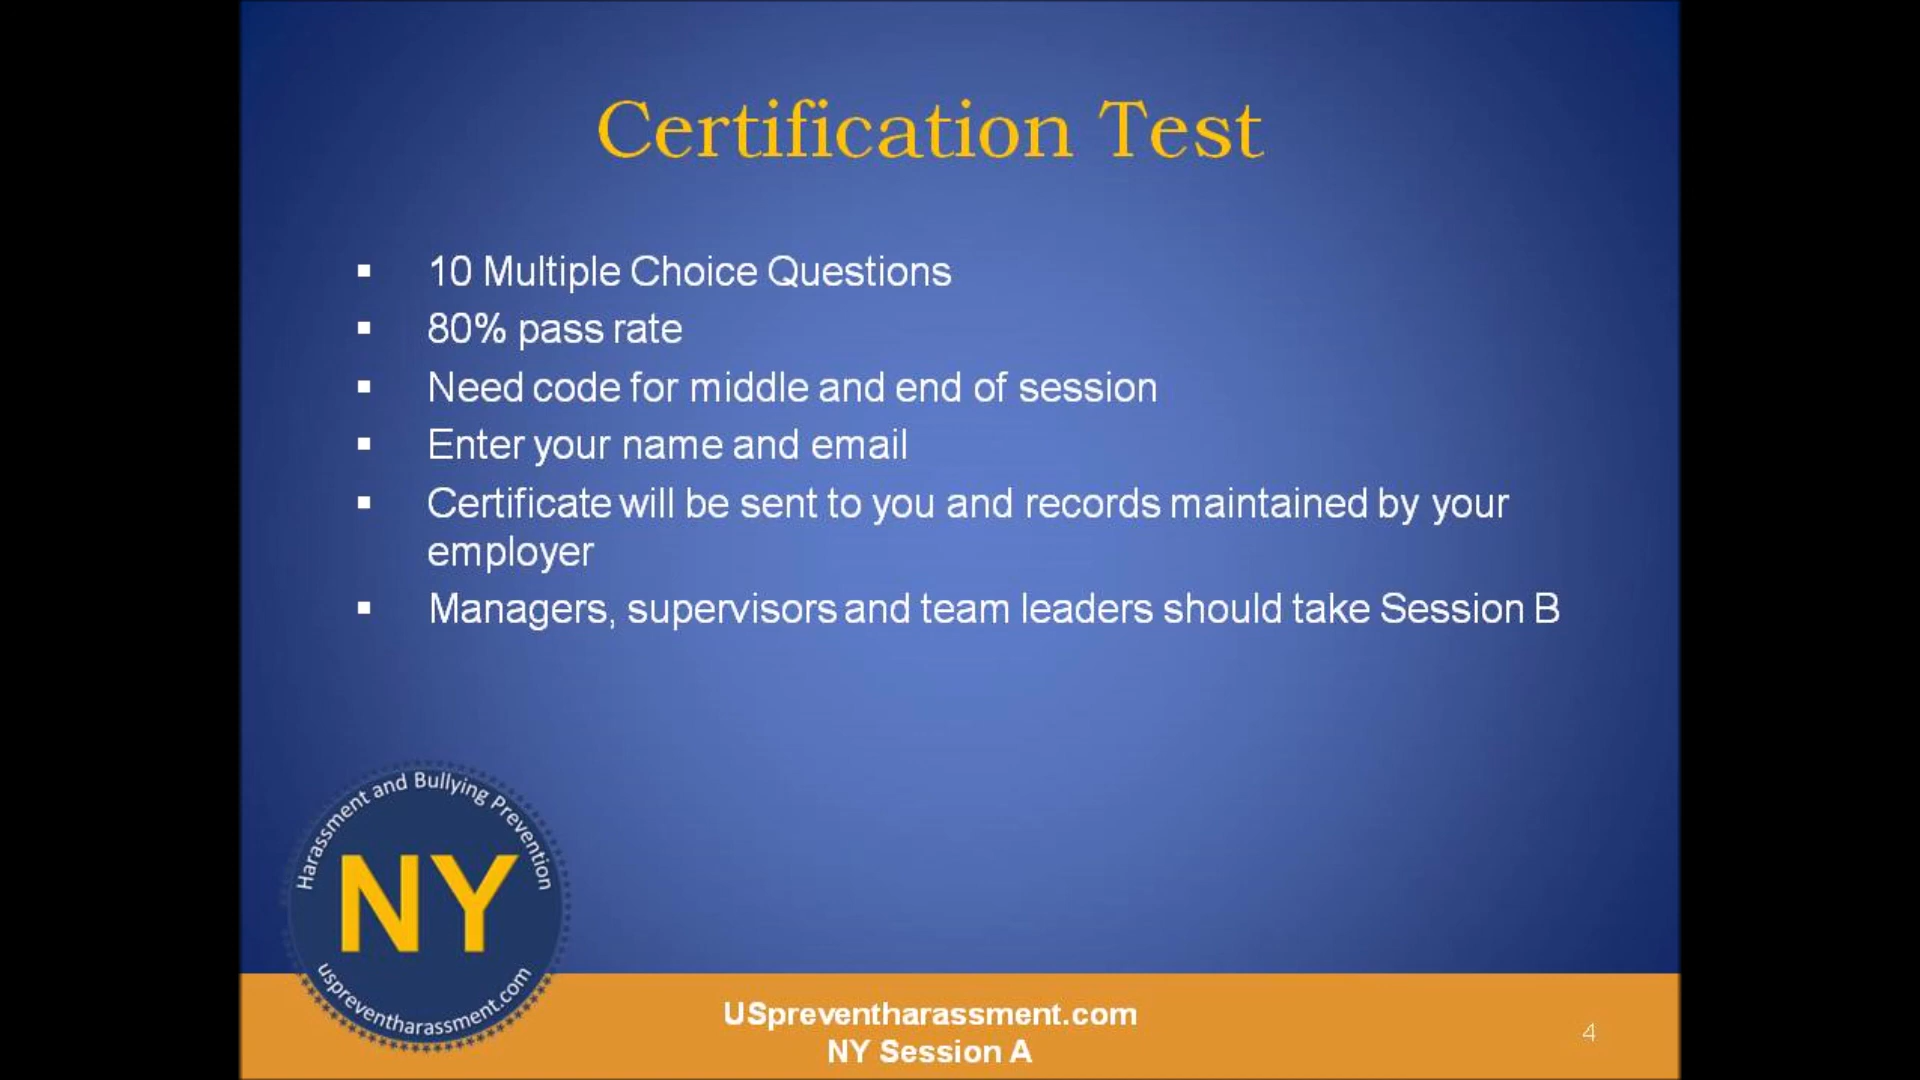 Certification Test
▪ 10 Multiple Choice Questions
▪ 80% pass rate
▪ Need code for middle and end of session
▪ Enter your name and email
▪ Certificate will be sent to you and records maintained by your
employer
▪ Managers, supervisors and team leaders should take Session B
Harassment and Bullying Prevention
NY
uspreventharassment.com
USpreventharassment.com
NY Session A
4